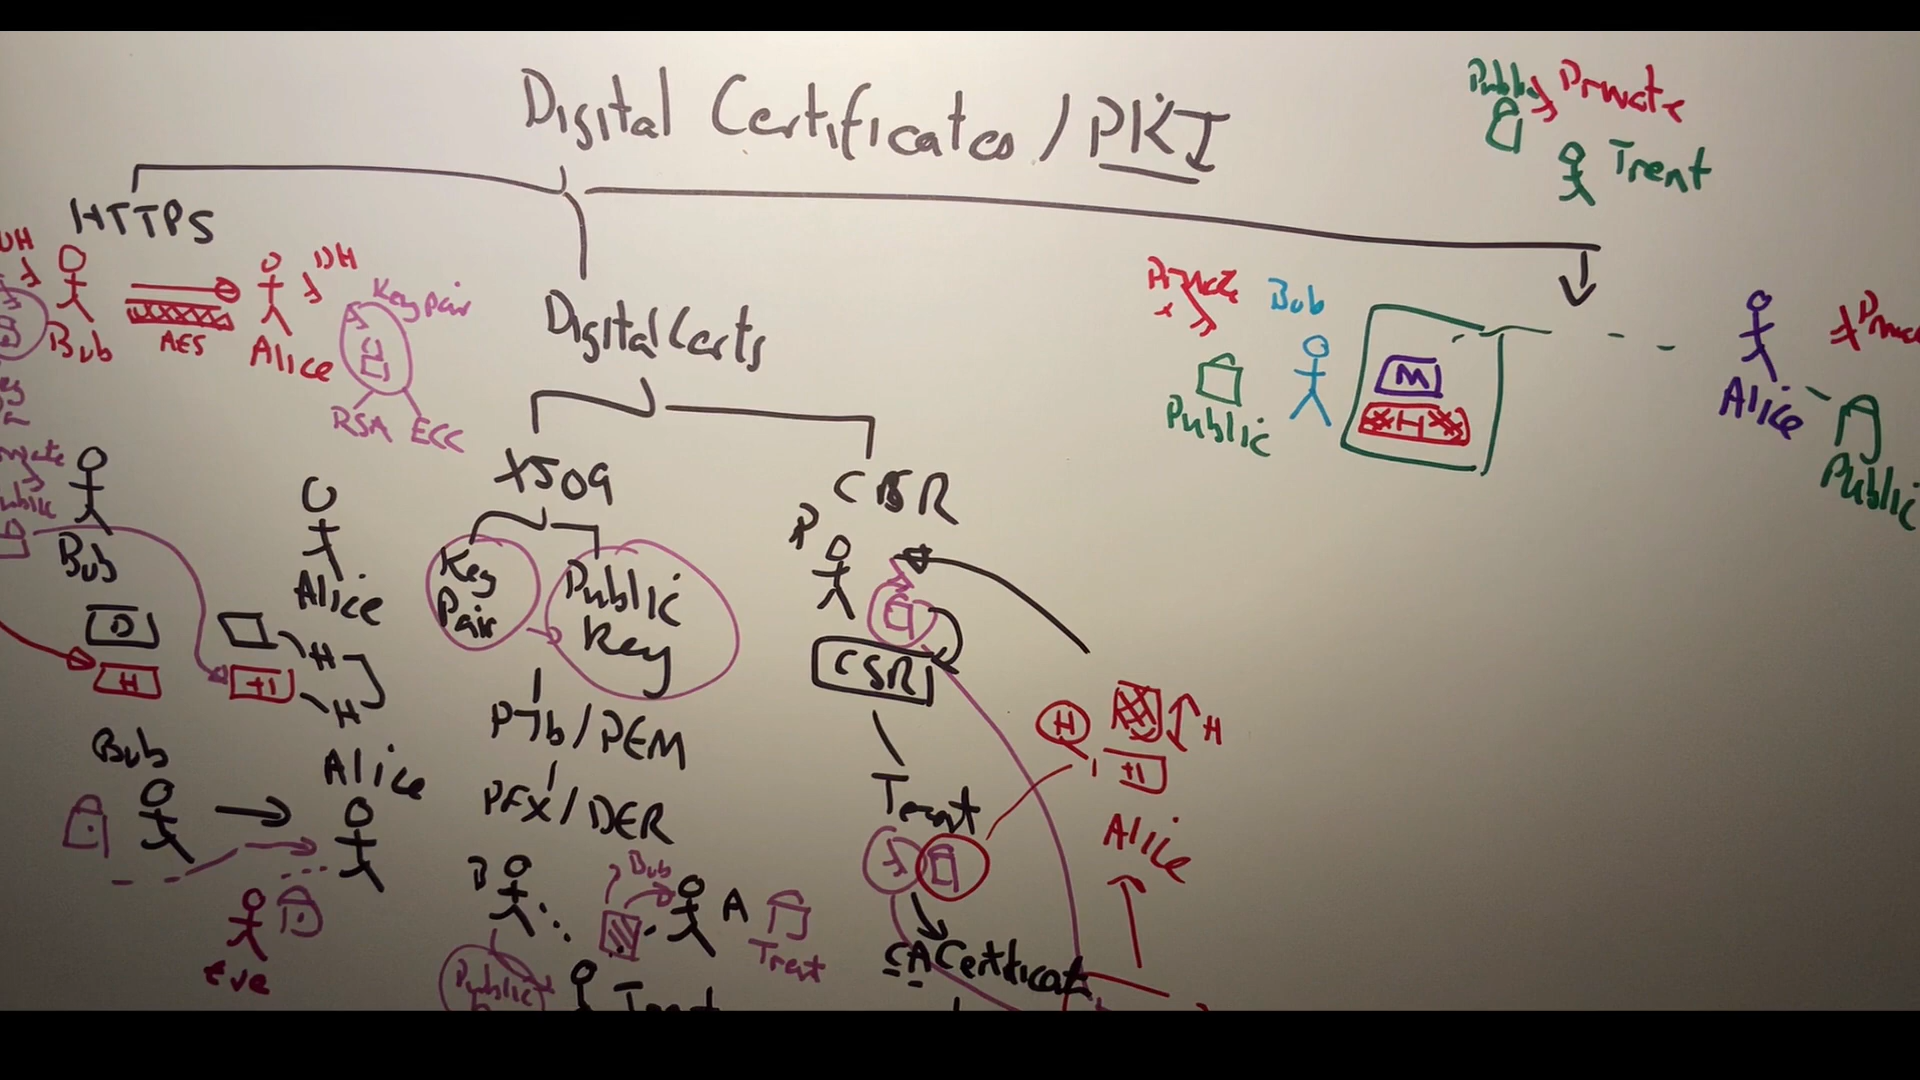 Digital Certificates / PKI
Public
Private
Trent
HTTPS
DH
Bob
AES
Alice
DH
Key pair
RSA ECC
Digital Certs
Private
Bob
Public
M
H
Alice
Public
X509
CSR
Bob
Alice
D
H
H
H
H
Key
Pair
Public
Key
P7b / PEM
PFX / DER
CSR
Trent
CA Certificate
H
H
H
Alice
Bob
Alice
Eve
B
Bob
A
Trent
Public
Trent